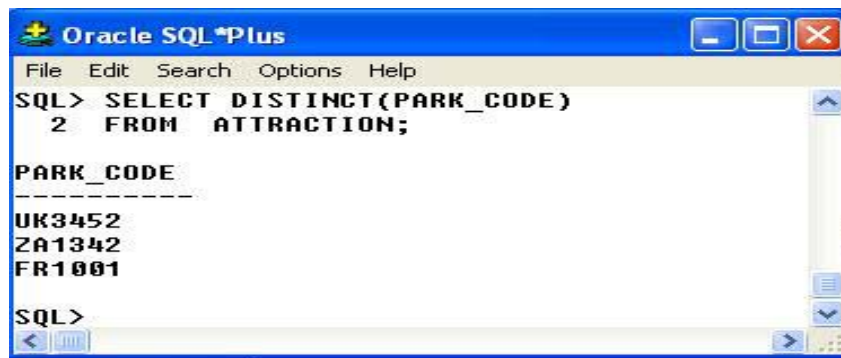 Oracle SQL*Plus
File Edit Search Options Help
SQL> SELECT DISTINCT(PARK_CODE)
2 FROM ATTRACTION;
PARK_CODE
----------
UK3452
ZA1342
FR1001
SQL>